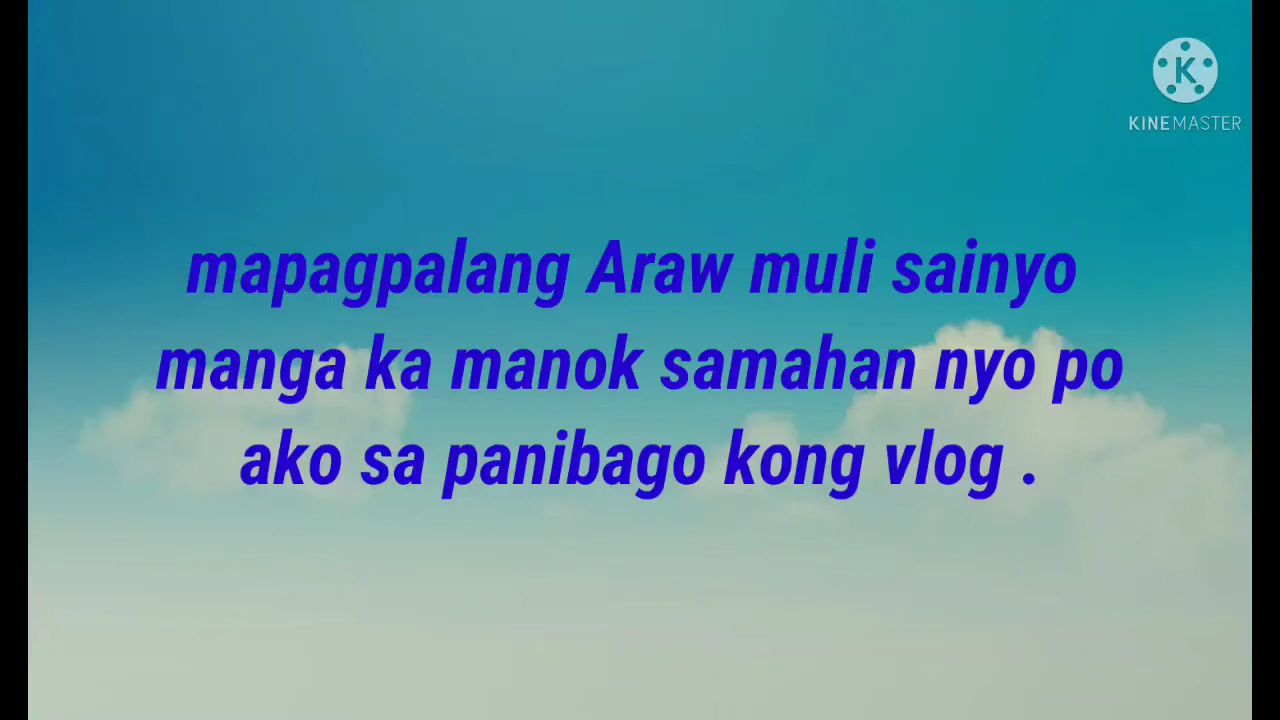 K
KINEMASTER
mapagpalang Araw muli sainyo
manga ka manok samahan nyo po
ako sa panibago kong vlog .